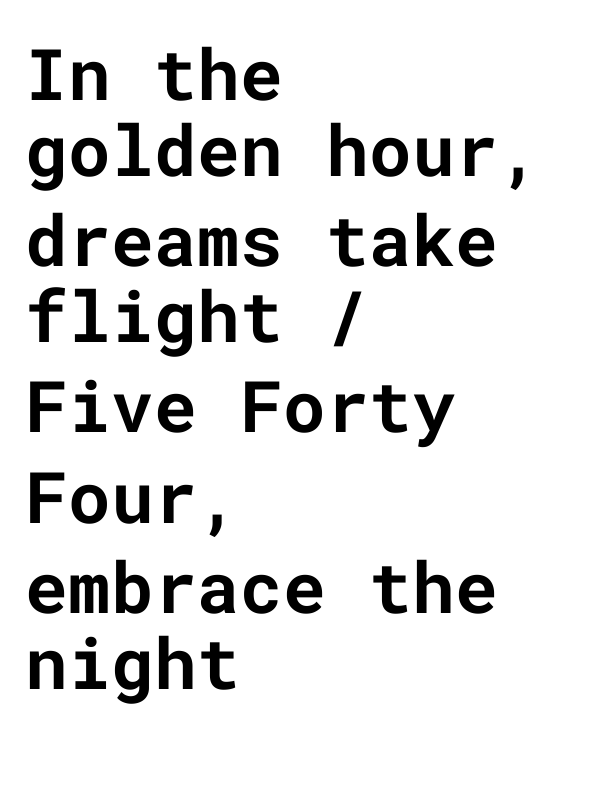 In the
golden hour,
dreams take
flight /
Five Forty
Four,
embrace the
night